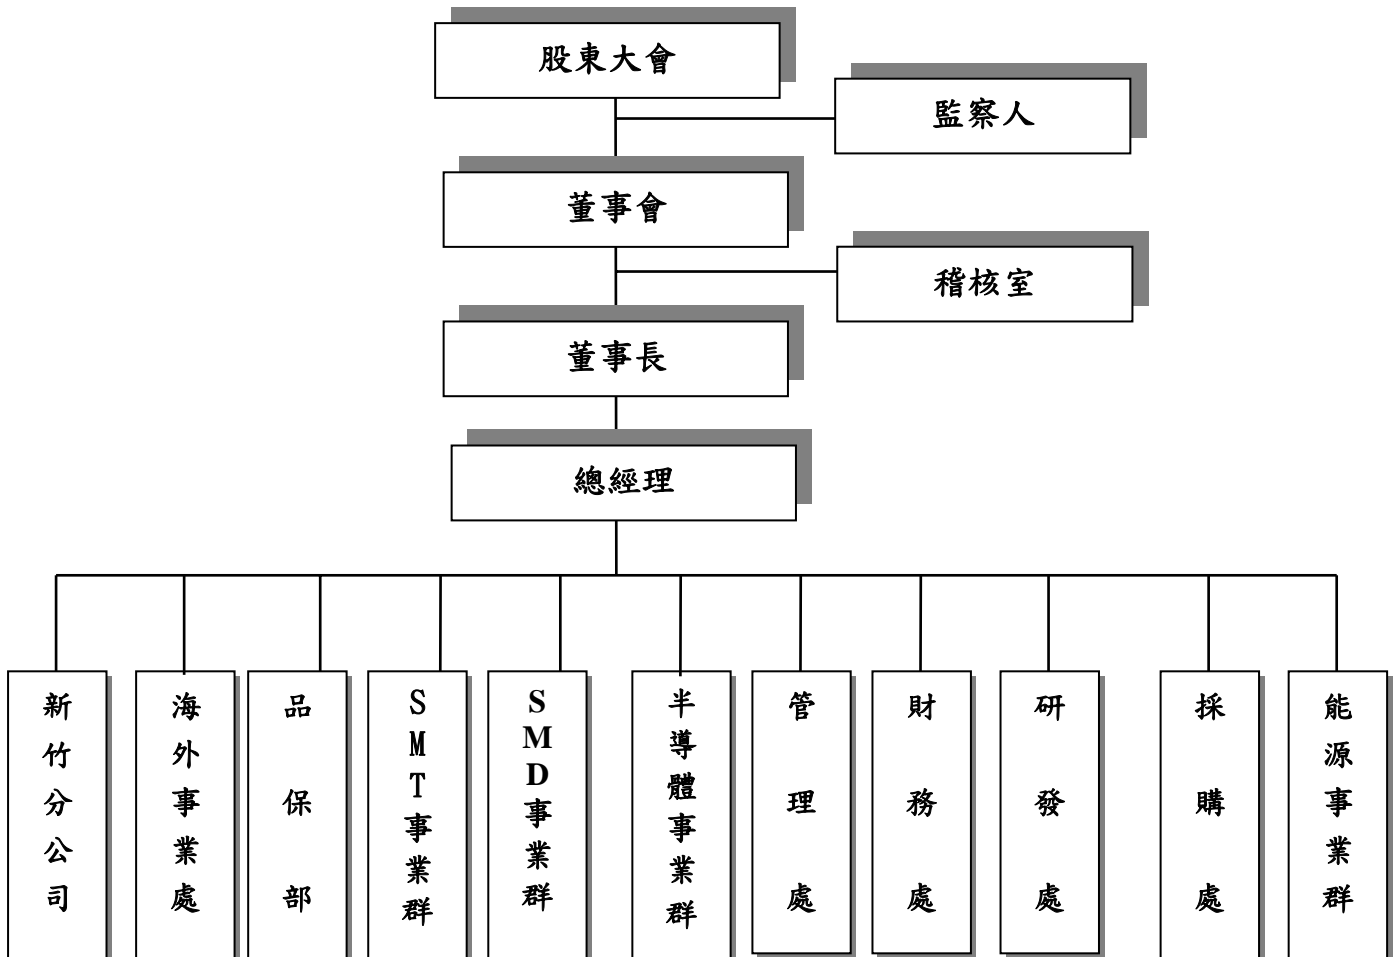 股東大會
監察人
董事會
稽核室
董事長
總經理
新竹分公司
海外事業處
品保部
SMT事業群
SMD事業群
半導體事業群
管理處
財務處
研發處
採購處
能源事業群